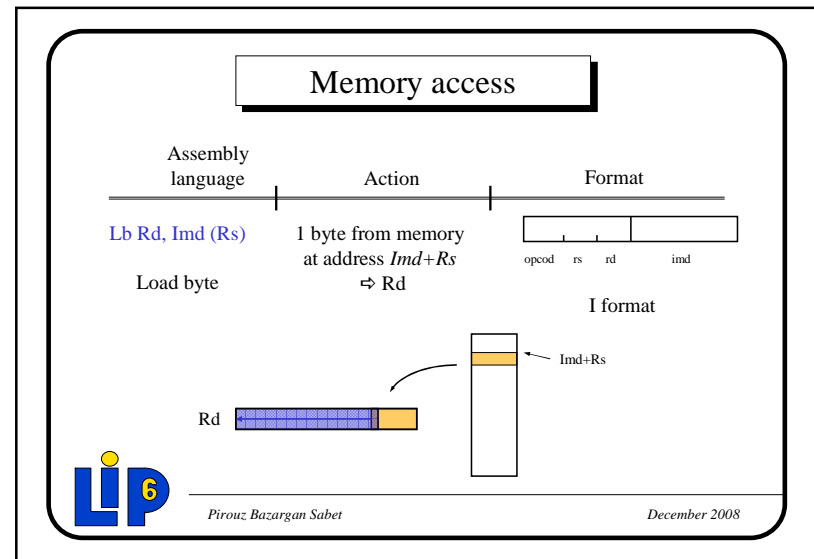 Memory access
Assembly
language
Action
Format
Lb Rd, Imd (Rs)
Load byte
1 byte from memory
at address Imd+Rs
⇨ Rd
opcod rs rd imd
I format
Imd+Rs
Rd
LIP6
Pirouz Bazargan Sabet
December 2008